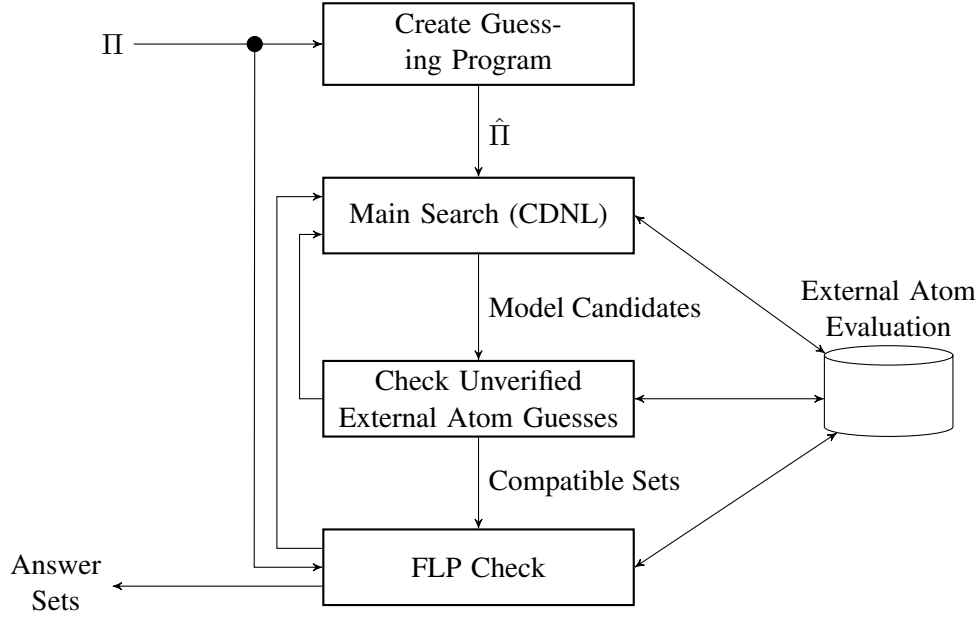 Create Guess-
ing Program
Π
Π̂
Main Search (CDNL)
Model Candidates
External Atom
Evaluation
Check Unverified
External Atom Guesses
Compatible Sets
FLP Check
Answer
Sets